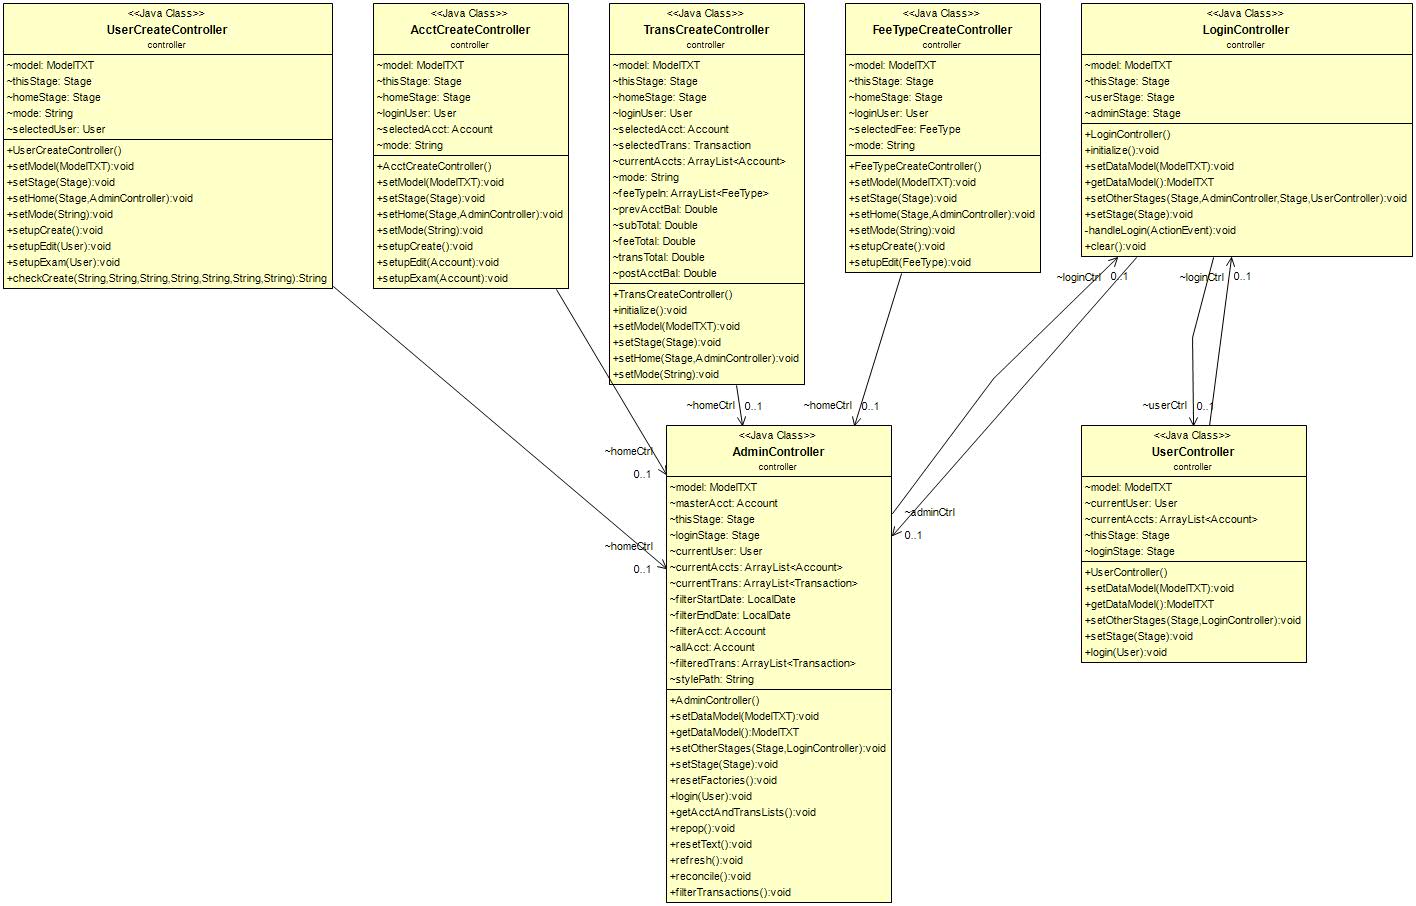 <<Java Class>>
UserCreateController
controller
~model: ModelTXT
~thisStage: Stage
~homeStage: Stage
~mode: String
~selectedUser: User
+UserCreateController()
+setModel(ModelTXT):void
+setStage(Stage):void
+setHome(Stage,AdminController):void
+setMode(String):void
+setupCreate():void
+setupEdit(User):void
+setupExam(User):void
+checkCreate(String,String,String,String,String,String,String):String
<<Java Class>>
AcctCreateController
controller
~model: ModelTXT
~thisStage: Stage
~homeStage: Stage
~loginUser: User
~selectedAcct: Account
~mode: String
+AcctCreateController()
+setModel(ModelTXT):void
+setStage(Stage):void
+setHome(Stage,AdminController):void
+setMode(String):void
+setupCreate():void
+setupEdit(Account):void
+setupExam(Account):void
<<Java Class>>
TransCreateController
controller
~model: ModelTXT
~thisStage: Stage
~homeStage: Stage
~loginUser: User
~selectedAcct: Account
~selectedTrans: Transaction
~currentAccts: ArrayList<Account>
~mode: String
~feeTypeIn: ArrayList<FeeType>
~prevAcctBal: Double
~subTotal: Double
~feeTotal: Double
~transTotal: Double
~postAcctBal: Double
+TransCreateController()
+initialize():void
+setModel(ModelTXT):void
+setStage(Stage):void
+setHome(Stage,AdminController):void
+setMode(String):void
<<Java Class>>
FeeTypeCreateController
controller
~model: ModelTXT
~thisStage: Stage
~homeStage: Stage
~loginUser: User
~selectedFee: FeeType
~mode: String
+FeeTypeCreateController()
+setModel(ModelTXT):void
+setStage(Stage):void
+setHome(Stage,AdminController):void
+setMode(String):void
+setupCreate():void
+setupEdit(FeeType):void
<<Java Class>>
LoginController
controller
~model: ModelTXT
~thisStage: Stage
~userStage: Stage
~adminStage: Stage
+LoginController()
+initialize():void
+setDataModel(ModelTXT):void
+getDataModel():ModelTXT
+setOtherStages(Stage,AdminController,Stage,UserController):void
+setStage(Stage):void
-handleLogin(ActionEvent):void
+clear():void
~loginCtrl
0..1
~loginCtrl
0..1
~homeCtrl
0..1
~homeCtrl
0..1
~userCtrl
0..1
~homeCtrl
0..1
~homeCtrl
0..1
~adminCtrl
0..1
<<Java Class>>
AdminController
controller
~model: ModelTXT
~masterAcct: Account
~thisStage: Stage
~loginStage: Stage
~currentUser: User
~currentAccts: ArrayList<Account>
~currentTrans: ArrayList<Transaction>
~filterStartDate: LocalDate
~filterEndDate: LocalDate
~filterAcct: Account
~allAcct: Account
~filteredTrans: ArrayList<Transaction>
~stylePath: String
+AdminController()
+setDataModel(ModelTXT):void
+getDataModel():ModelTXT
+setOtherStages(Stage,LoginController):void
+setStage(Stage):void
+resetFactories():void
+login(User):void
+getAcctAndTransLists():void
+repop():void
+resetText():void
+refresh():void
+reconcile():void
+filterTransactions():void
<<Java Class>>
UserController
controller
~model: ModelTXT
~currentUser: User
~currentAccts: ArrayList<Account>
~thisStage: Stage
~loginStage: Stage
+UserController()
+setDataModel(ModelTXT):void
+getDataModel():ModelTXT
+setOtherStages(Stage,LoginController):void
+setStage(Stage):void
+login(User):void